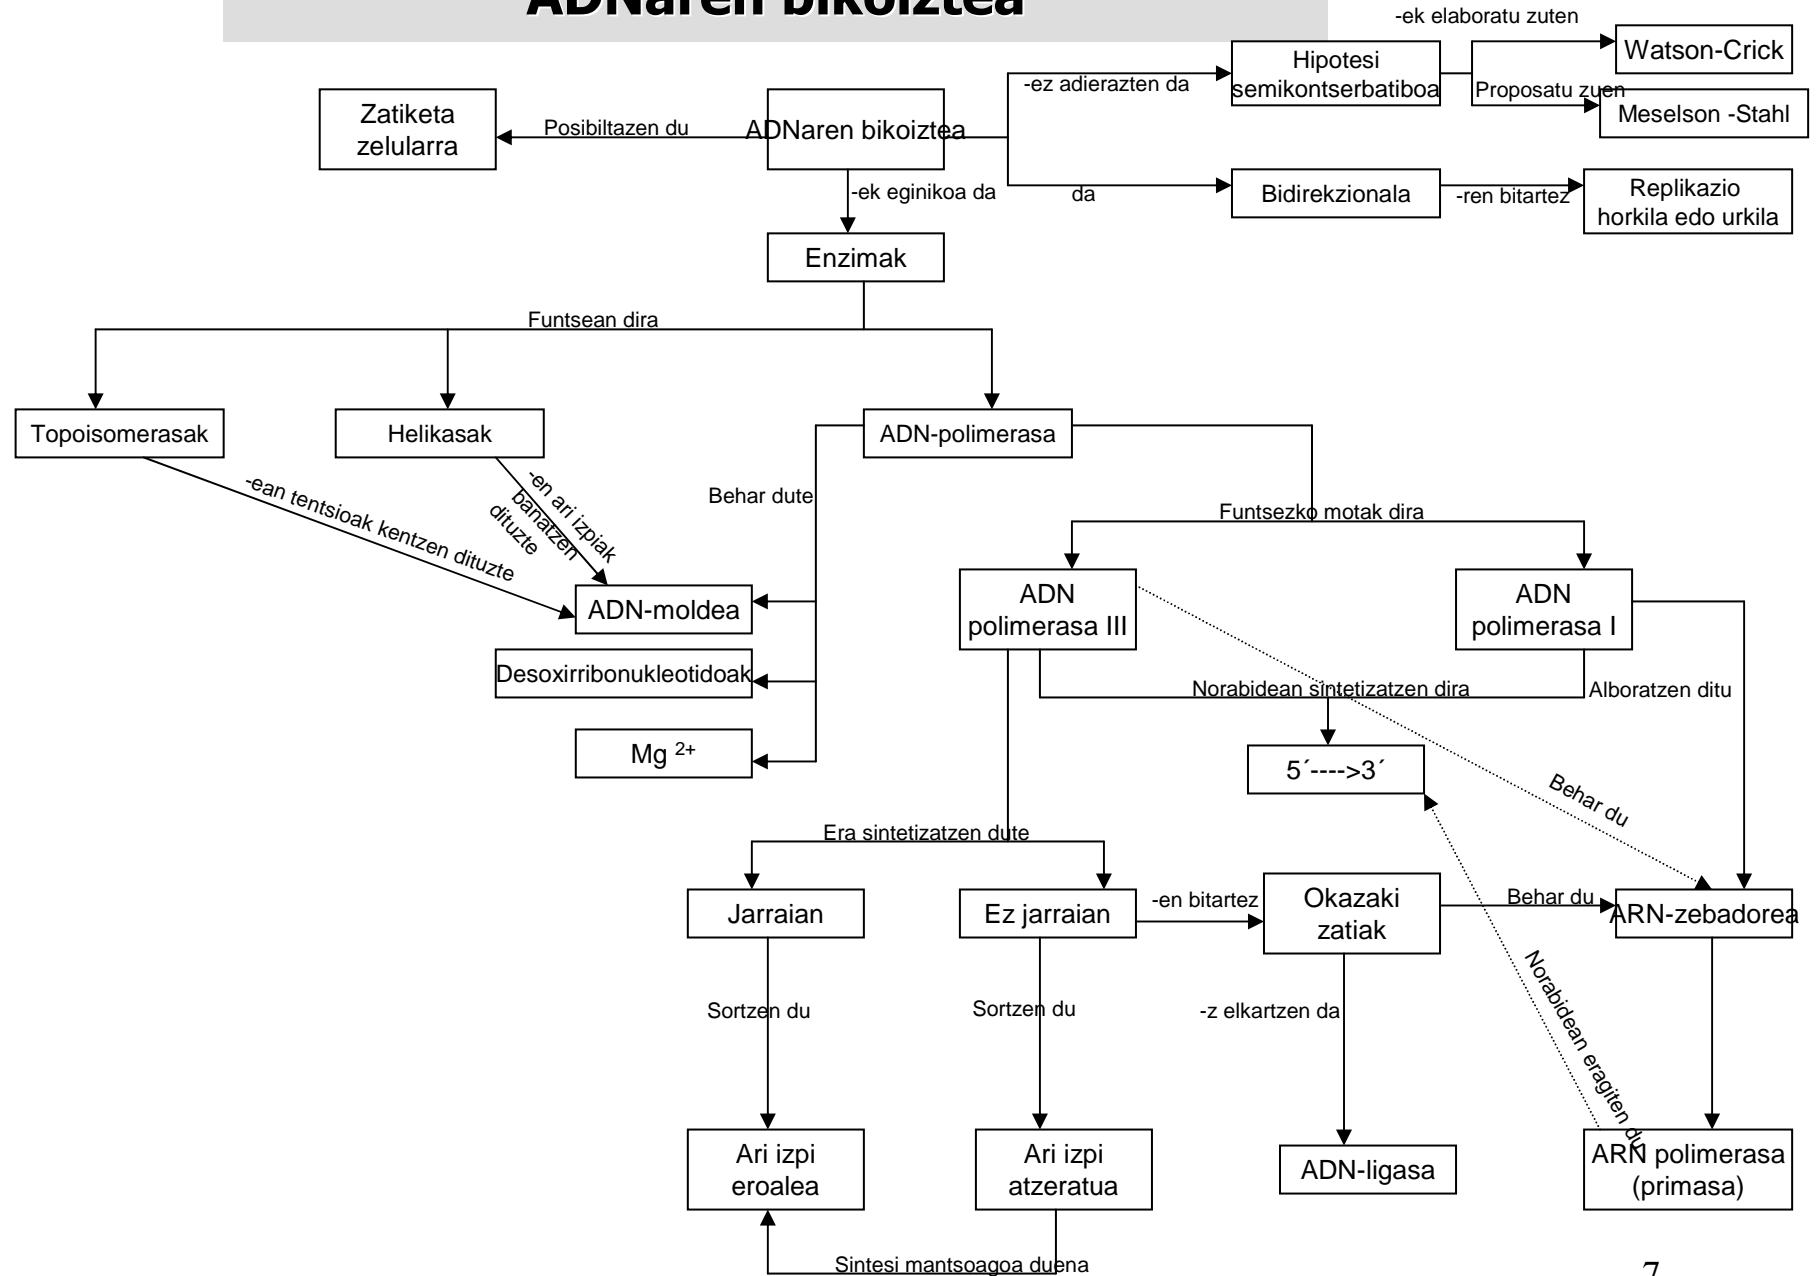 ADNaren bikoiztea
-ek elaboratu zuten
Watson-Crick
Hipotesi
semikontserbatiboa
-ez adierazten da
Proposatu zuen
Meselson -Stahl
Zatiketa
zelularra
Posibiltazen du
ADNaren bikoiztea
-ek eginikoa da
da
Bidirekzionala
-ren bitartez
Replikazio
horkila edo urkila
Enzimak
Funtsean dira
Topoisomerasak
Helikasak
ADN-polimerasa
-ean tentsioak kentzen dituzte
-en ari izpiak
banatzen
dituzte
Behar dute
Funtsezko motak dira
ADN-moldea
ADN
polimerasa III
ADN
polimerasa I
Desoxirribonukleotidoak
Norabidean sintetizatzen dira
Alboratzen ditu
Mg 2+
5´---->3´
Behar du
Era sintetizatzen dute
Jarraian
Ez jarraian
-en bitartez
Okazaki
zatiak
Behar du
ARN-zebadorea
Sortzen du
Sortzen du
-z elkartzen da
Norabidean eragiten du
Ari izpi
eroalea
Ari izpi
atzeratua
ADN-ligasa
ARN polimerasa
(primasa)
Sintesi mantsoagoa duena
7